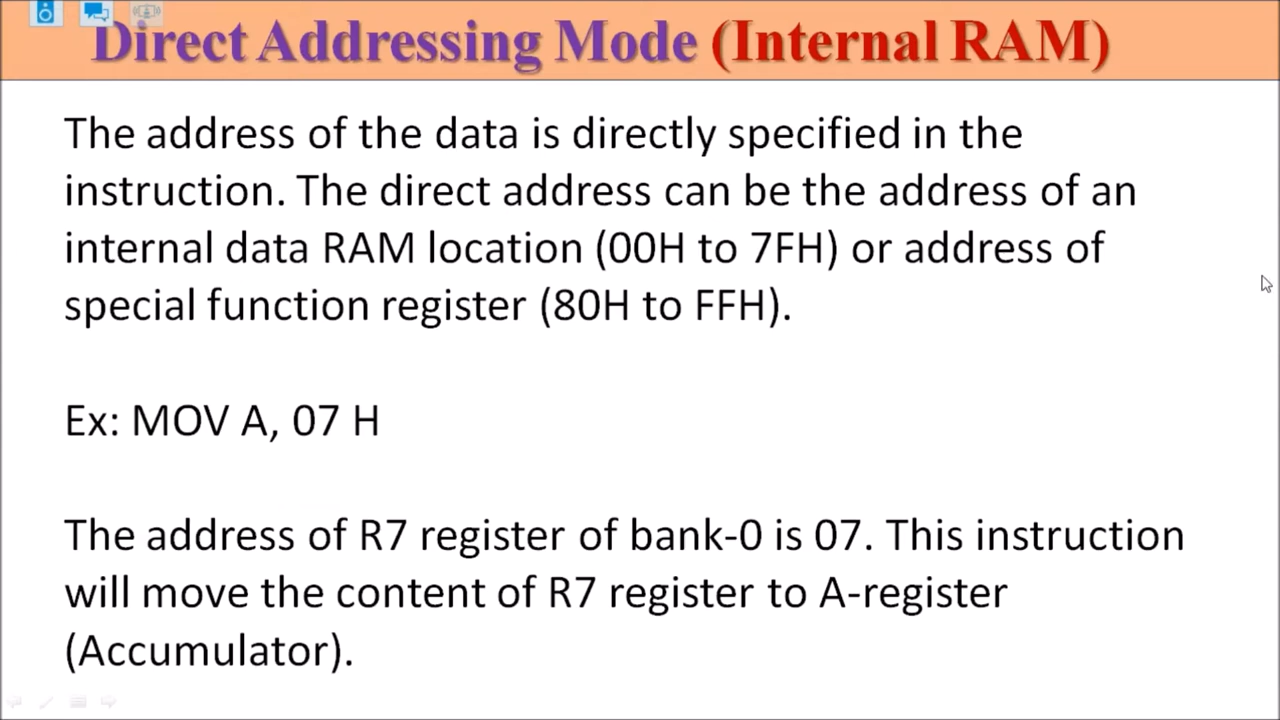 Direct Addressing Mode (Internal RAM)
The address of the data is directly specified in the
instruction. The direct address can be the address of an
internal data RAM location (00H to 7FH) or address of
special function register (80H to FFH).
Ex: MOV A, 07 H
The address of R7 register of bank-0 is 07. This instruction
will move the content of R7 register to A-register
(Accumulator).